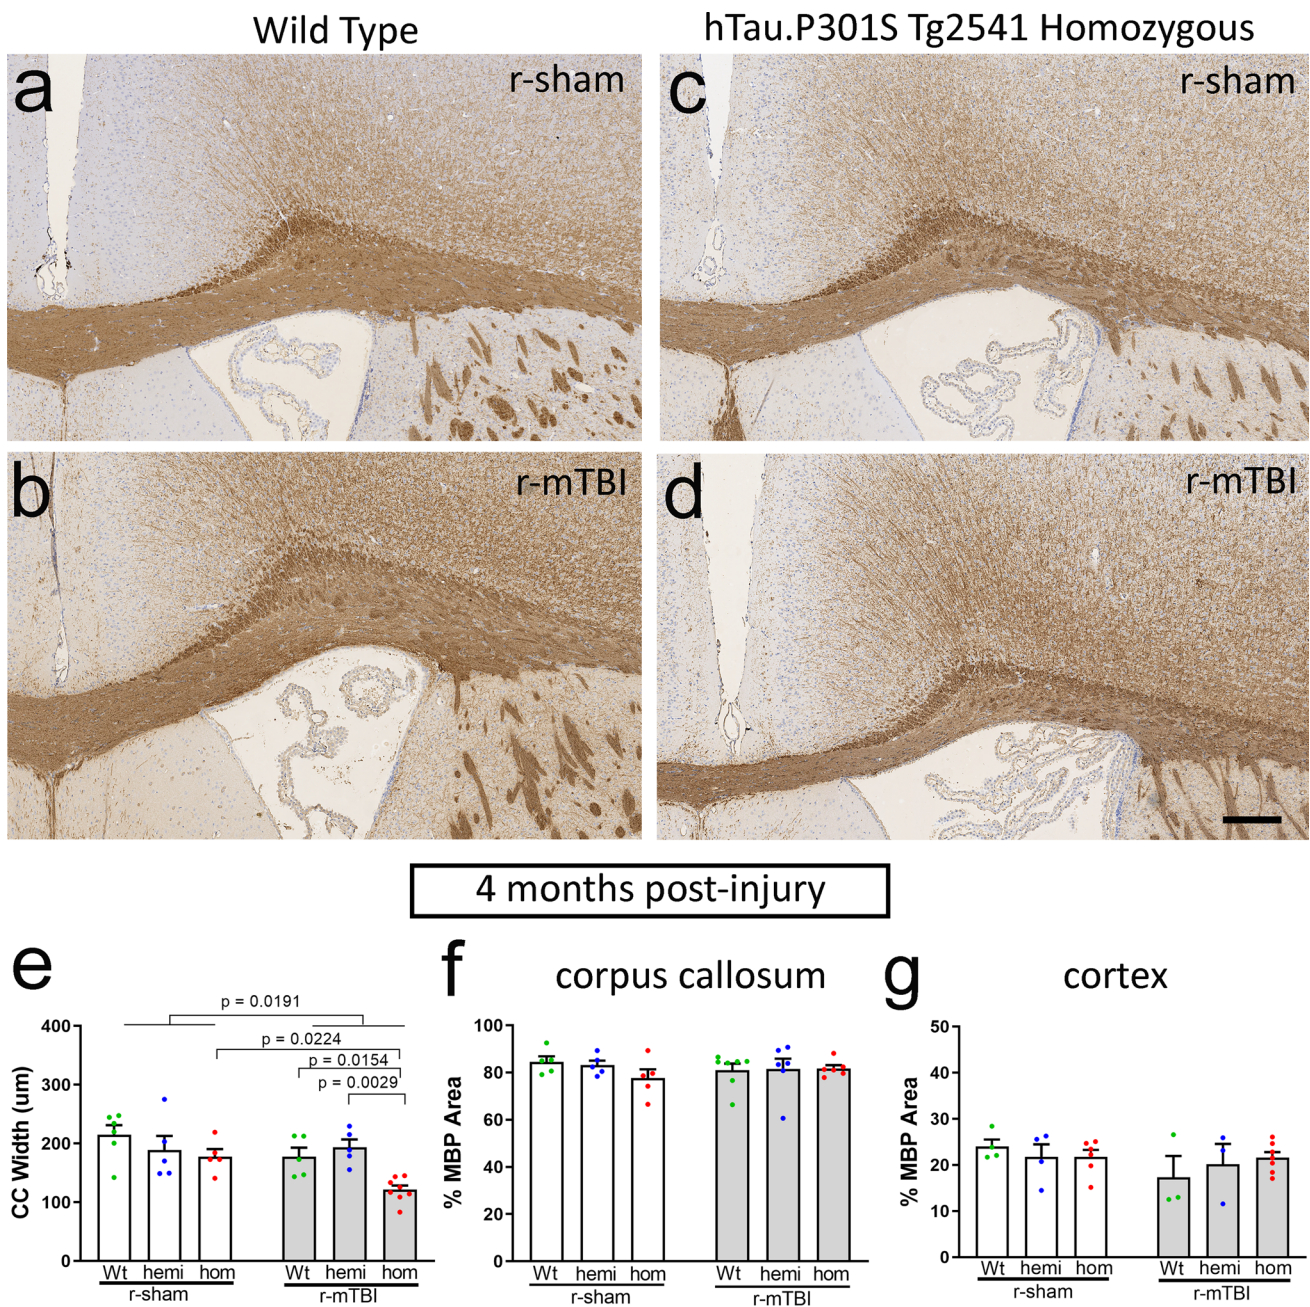 Wild Type
hTau.P301S Tg2541 Homozygous
a
r-sham
c
r-sham
b
r-mTBI
d
r-mTBI
4 months post-injury
e
CC Width (um)
400
300
200
100
0
p = 0.0191
p = 0.0224
p = 0.0154
p = 0.0029
Wt hemi hom
r-sham
Wt hemi hom
r-mTBI
f
corpus callosum
% MBP Area
100
80
60
40
20
0
Wt hemi hom
r-sham
Wt hemi hom
r-mTBI
g
cortex
% MBP Area
50
40
30
20
10
0
Wt hemi hom
r-sham
Wt hemi hom
r-mTBI